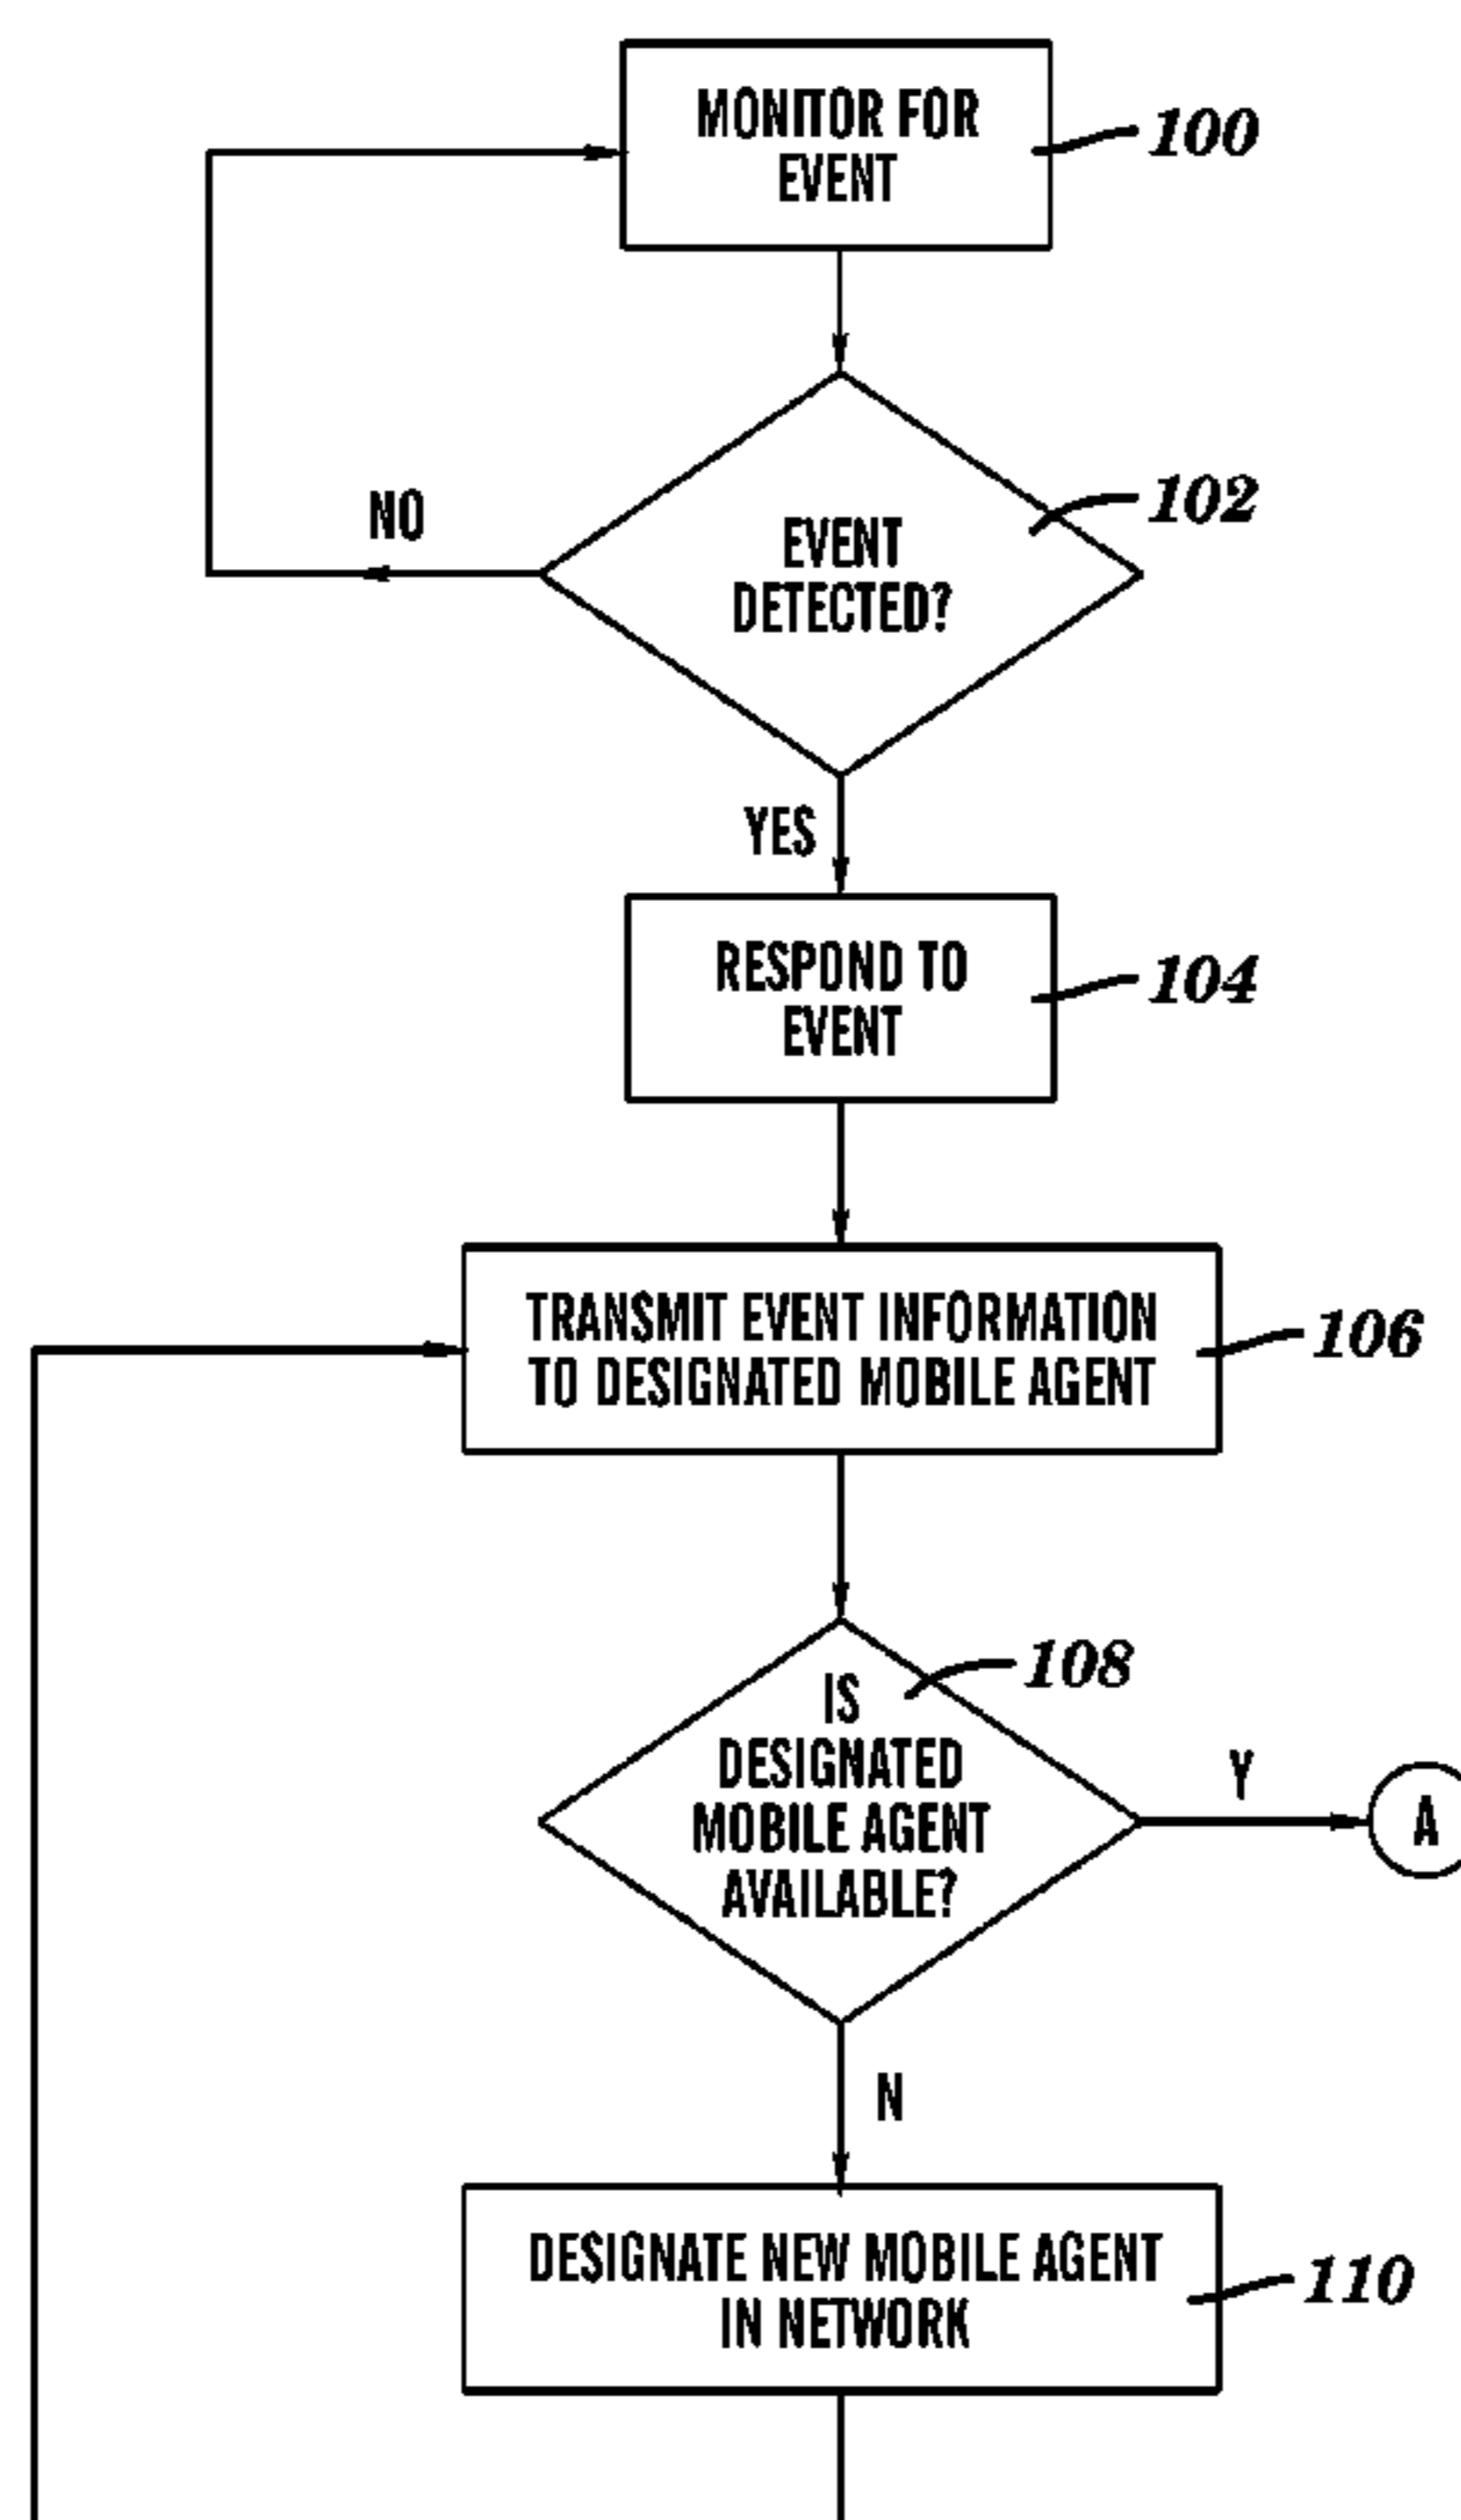 MONITOR FOR
EVENT
100
NO
EVENT
DETECTED?
102
YES
RESPOND TO
EVENT
104
TRANSMIT EVENT INFORMATION
TO DESIGNATED MOBILE AGENT
106
IS
DESIGNATED
MOBILE AGENT
AVAILABLE?
108
Y
A
N
DESIGNATE NEW MOBILE AGENT
IN NETWORK
110